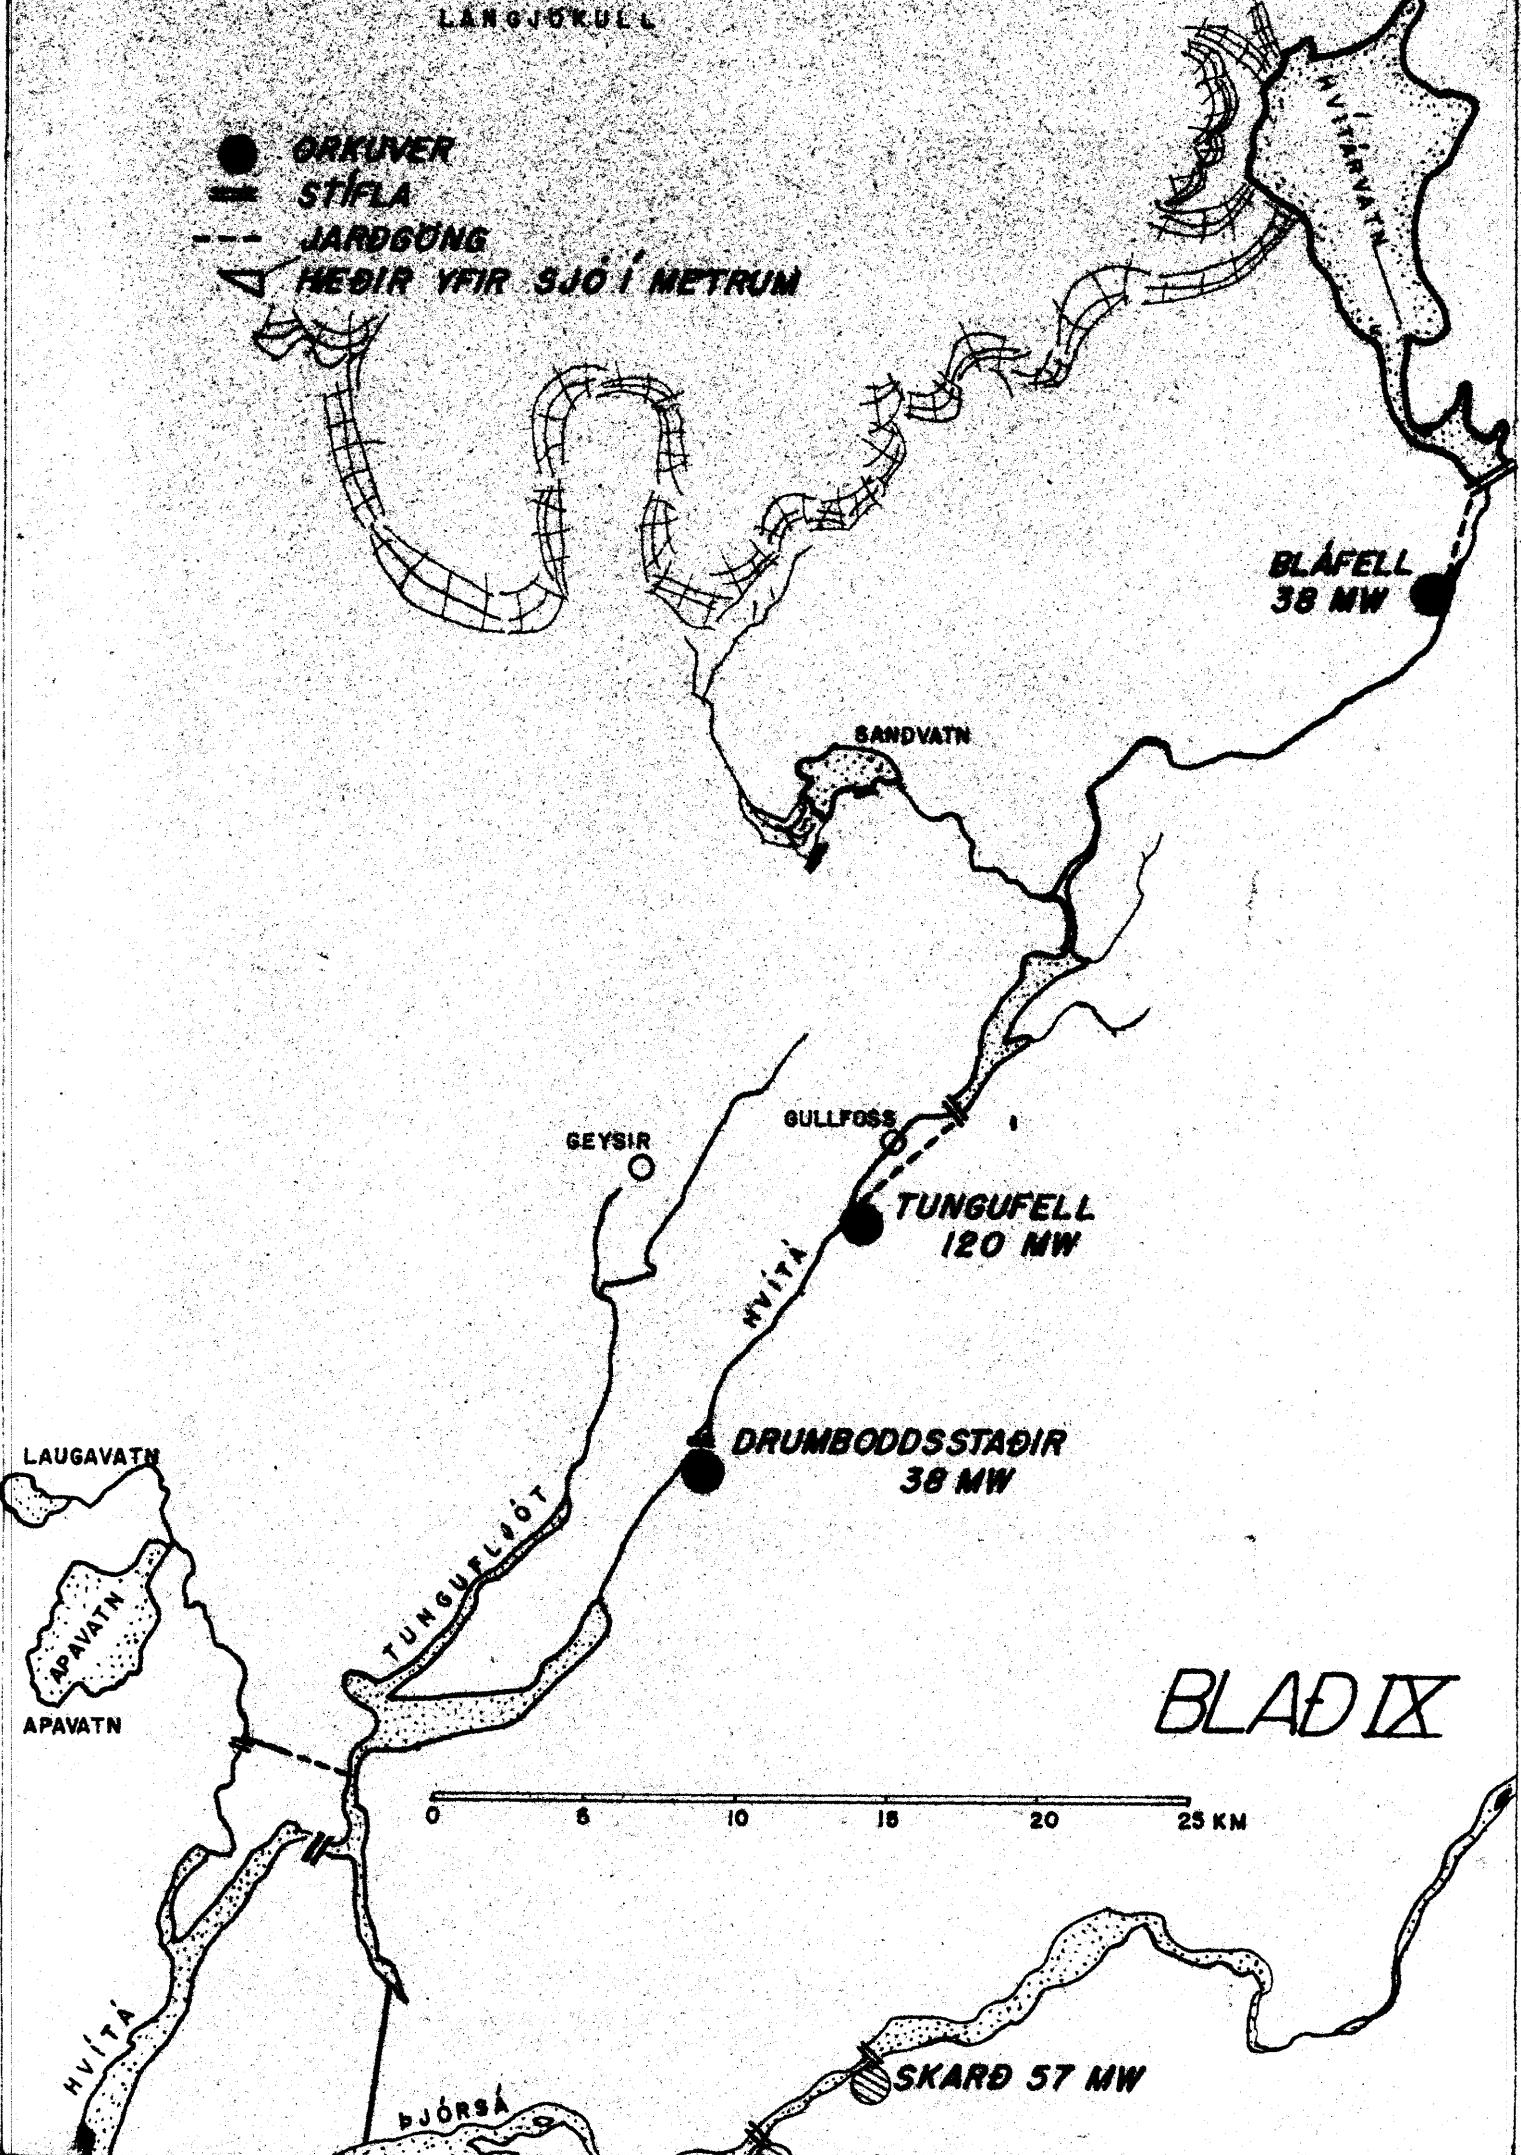 LANGJÖKULL
ORKUVER
STÍFLA
JARÐGÖNG
HÆÐIR YFIR SJÓ Í METRUM
HVÍTÁRVATN
BLÁFELL
38 MW
SANDVATN
GULLFOSS
GEYSIR
TUNGUFELL
120 MW
HVÍTÁ
DRUMBODDSSTAÐIR
38 MW
LAUGAVATN
TUNGUFLJÓT
APAVATN
APAVATN
BLAÐ IX
0 5 10 15 20 25 KM
HVÍTÁ
SKARÐ 57 MW
ÞJÓRSÁ